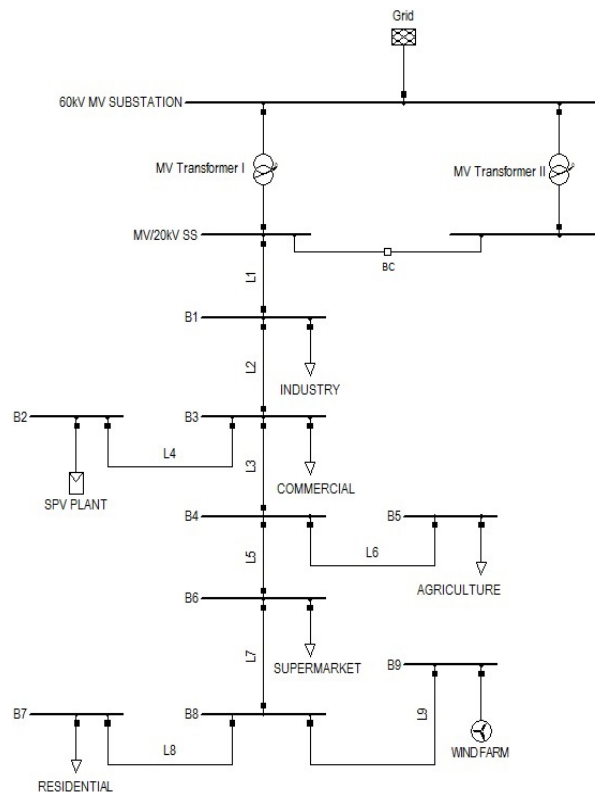 Grid
60kV MV SUBSTATION
MV Transformer I
MV Transformer II
MV/20kV SS
BC
L1
B1
L2
INDUSTRY
B2
B3
L4
L3
SPV PLANT
COMMERCIAL
B4
B5
L5
L6
AGRICULTURE
B6
L7
SUPERMARKET
B9
B7
B8
L9
L8
WIND FARM
RESIDENTIAL